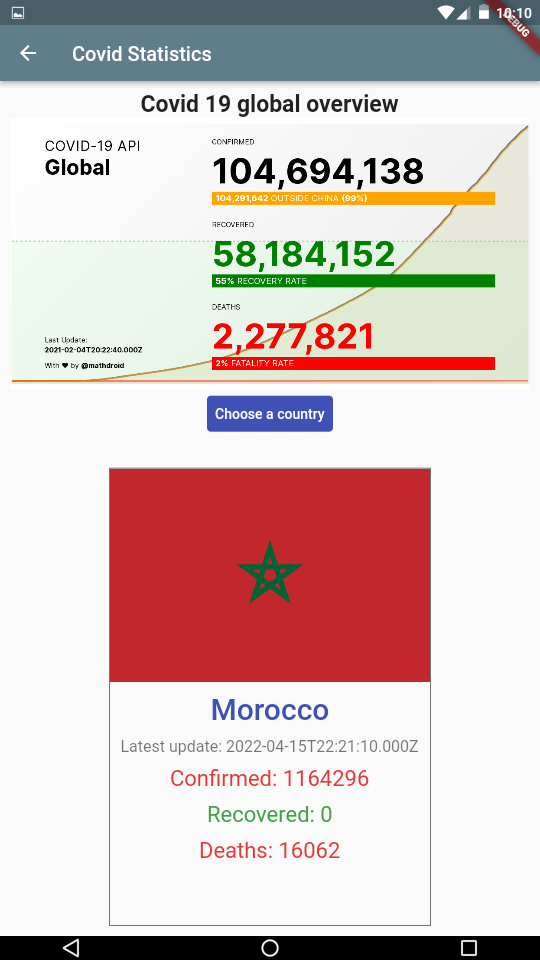 10:10
DEBUG
Covid Statistics
Covid 19 global overview
COVID-19 API
Global
CONFIRMED
104,694,138
104,291,642 OUTSIDE CHINA (99%)
RECOVERED
58,184,152
55% RECOVERY RATE
DEATHS
2,277,821
2% FATALITY RATE
Last Update:
2021-02-04T20:22:40.000Z
With ❤ by @mathdroid
Choose a country
Morocco
Latest update: 2022-04-15T22:21:10.000Z
Confirmed: 1164296
Recovered: 0
Deaths: 16062